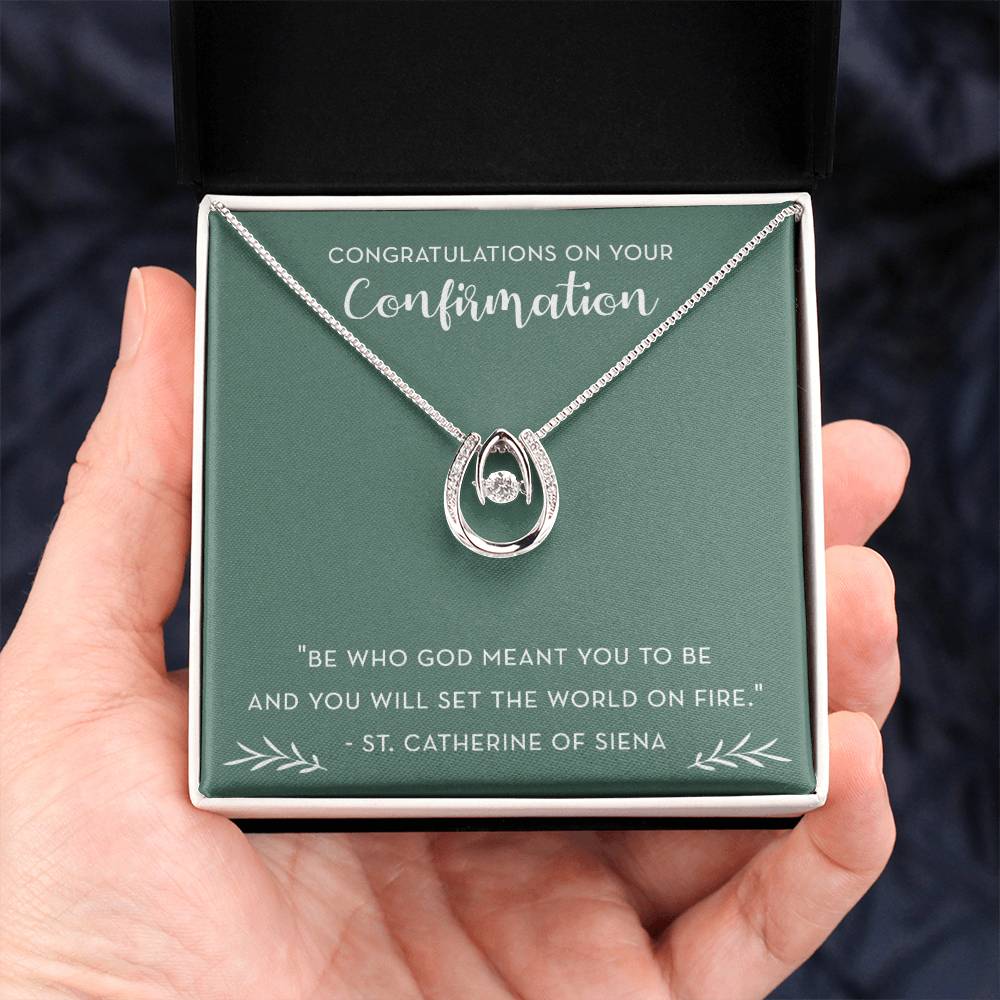 CONGRATULATIONS ON YOUR
Confirmation
"BE WHO GOD MEANT YOU TO BE
AND YOU WILL SET THE WORLD ON FIRE."
- ST. CATHERINE OF SIENA